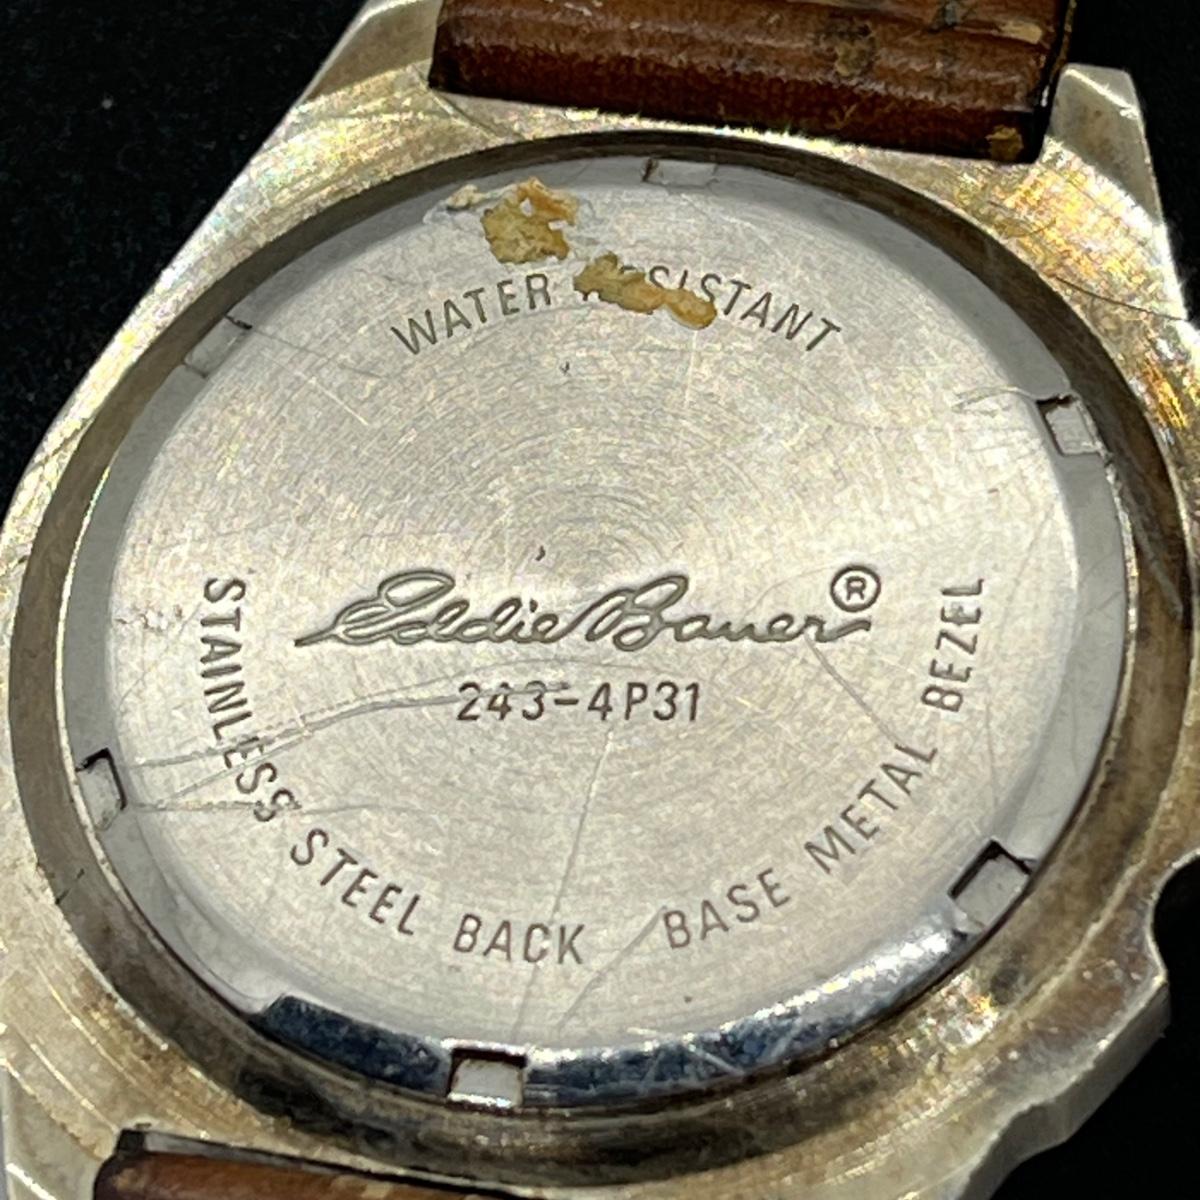 WATER RESISTANT
Eddie Bauer®
243-4P31
STAINLESS STEEL BACK
BASE METAL BEZEL